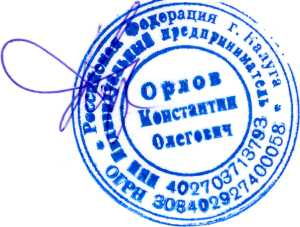 Российская Федерация г. Калуга
Индивидуальный предприниматель
Орлов
Константин
Олегович
ИНН 402703713793
ОГРН 308402927400058